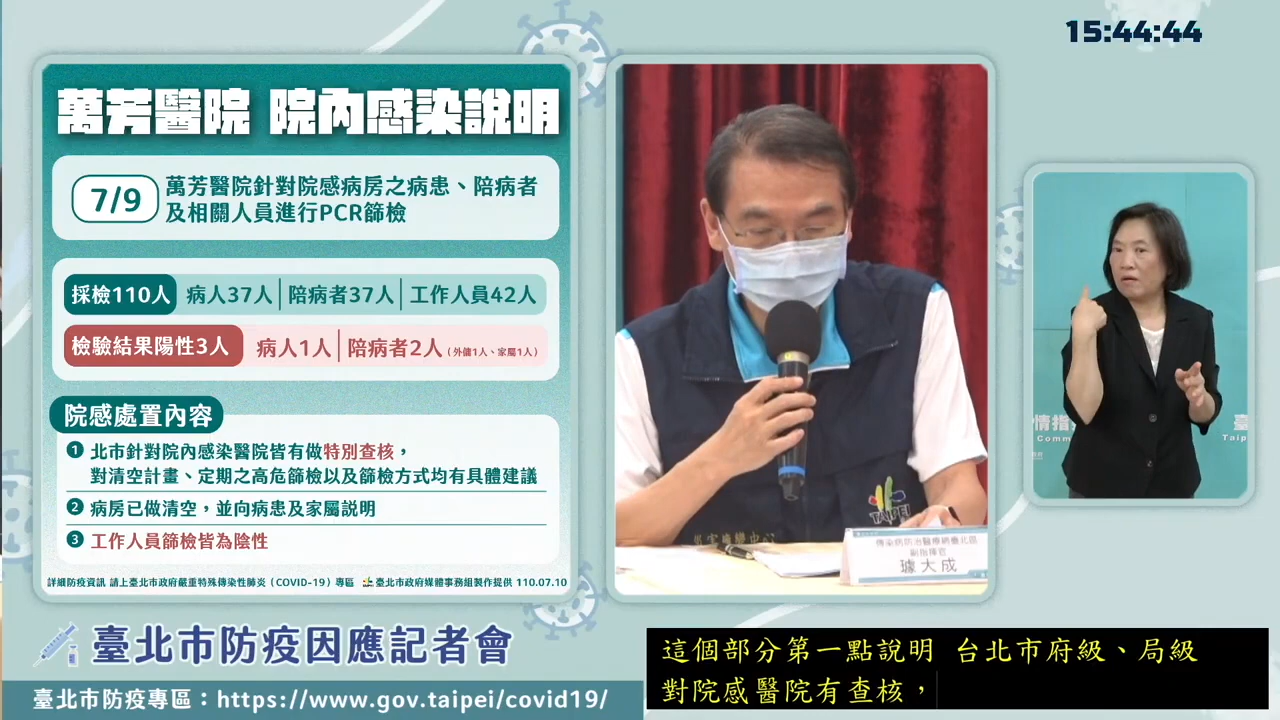 15:44:44
萬芳醫院 院內感染說明
7/9
萬芳醫院針對院感病房之病患、陪病者
及相關人員進行PCR篩檢
採檢110人 病人37人 陪病者37人 工作人員42人
檢驗結果陽性3人 病人1人 陪病者2人(外傭1人、家屬1人)
院感處置內容
1 北市針對院內感染醫院皆有做特別查核，
對清空計畫、定期之高危篩檢以及篩檢方式均有具體建議
2 病房已做清空，並向病患及家屬說明
3 工作人員篩檢皆為陰性
詳細防疫資訊 請上臺北市政府嚴重特殊傳染性肺炎（COVID-19）專區 臺北市政府媒體事務組製作提供 110.07.10
TAIPEI
災害應變中心
傳染病防治醫療網臺北區
副指揮官
璩大成
情指
臺
Comm
Taip
臺北市防疫因應記者會
臺北市防疫專區：https://www.gov.taipei/covid19/
這個部分第一點說明 台北市府級、局級
對院感醫院有查核，